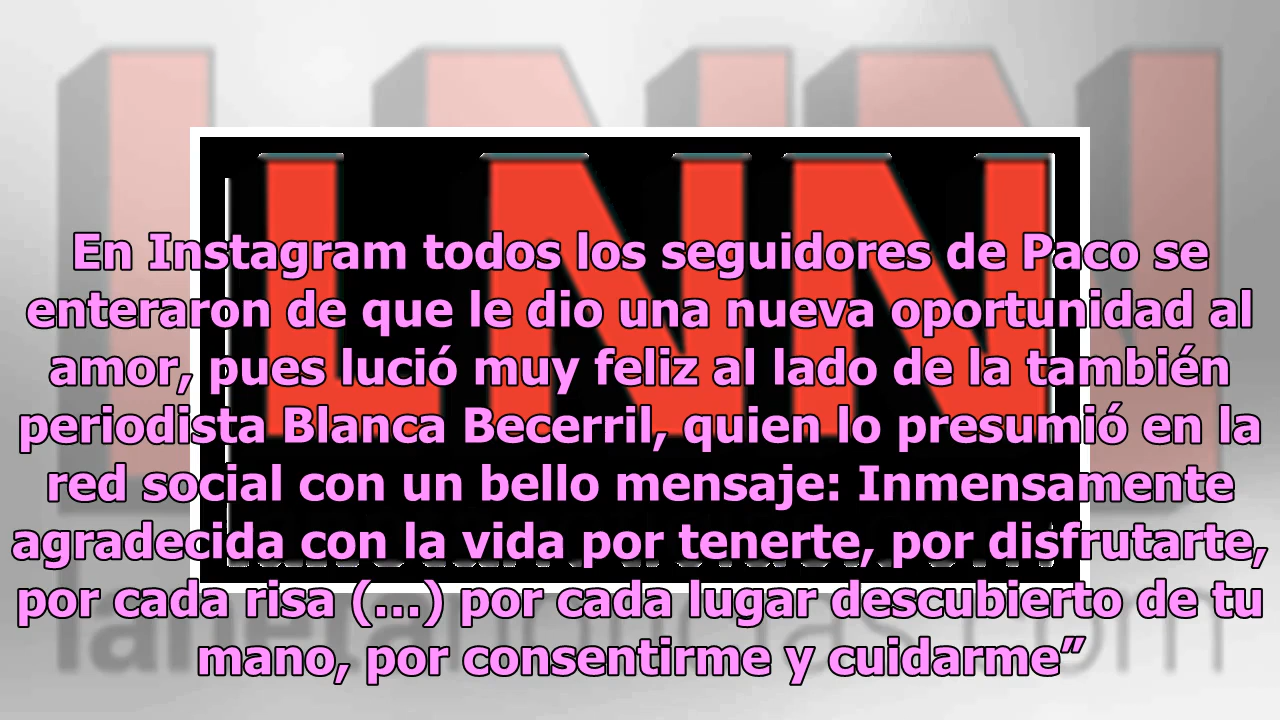 LNN
En Instagram todos los seguidores de Paco se
enteraron de que le dio una nueva oportunidad al
amor, pues lució muy feliz al lado de la también
periodista Blanca Becerril, quien lo presumió en la
red social con un bello mensaje: Inmensamente
agradecida con la vida por tenerte, por disfrutarte,
por cada risa (...) por cada lugar descubierto de tu
mano, por consentirme y cuidarme”